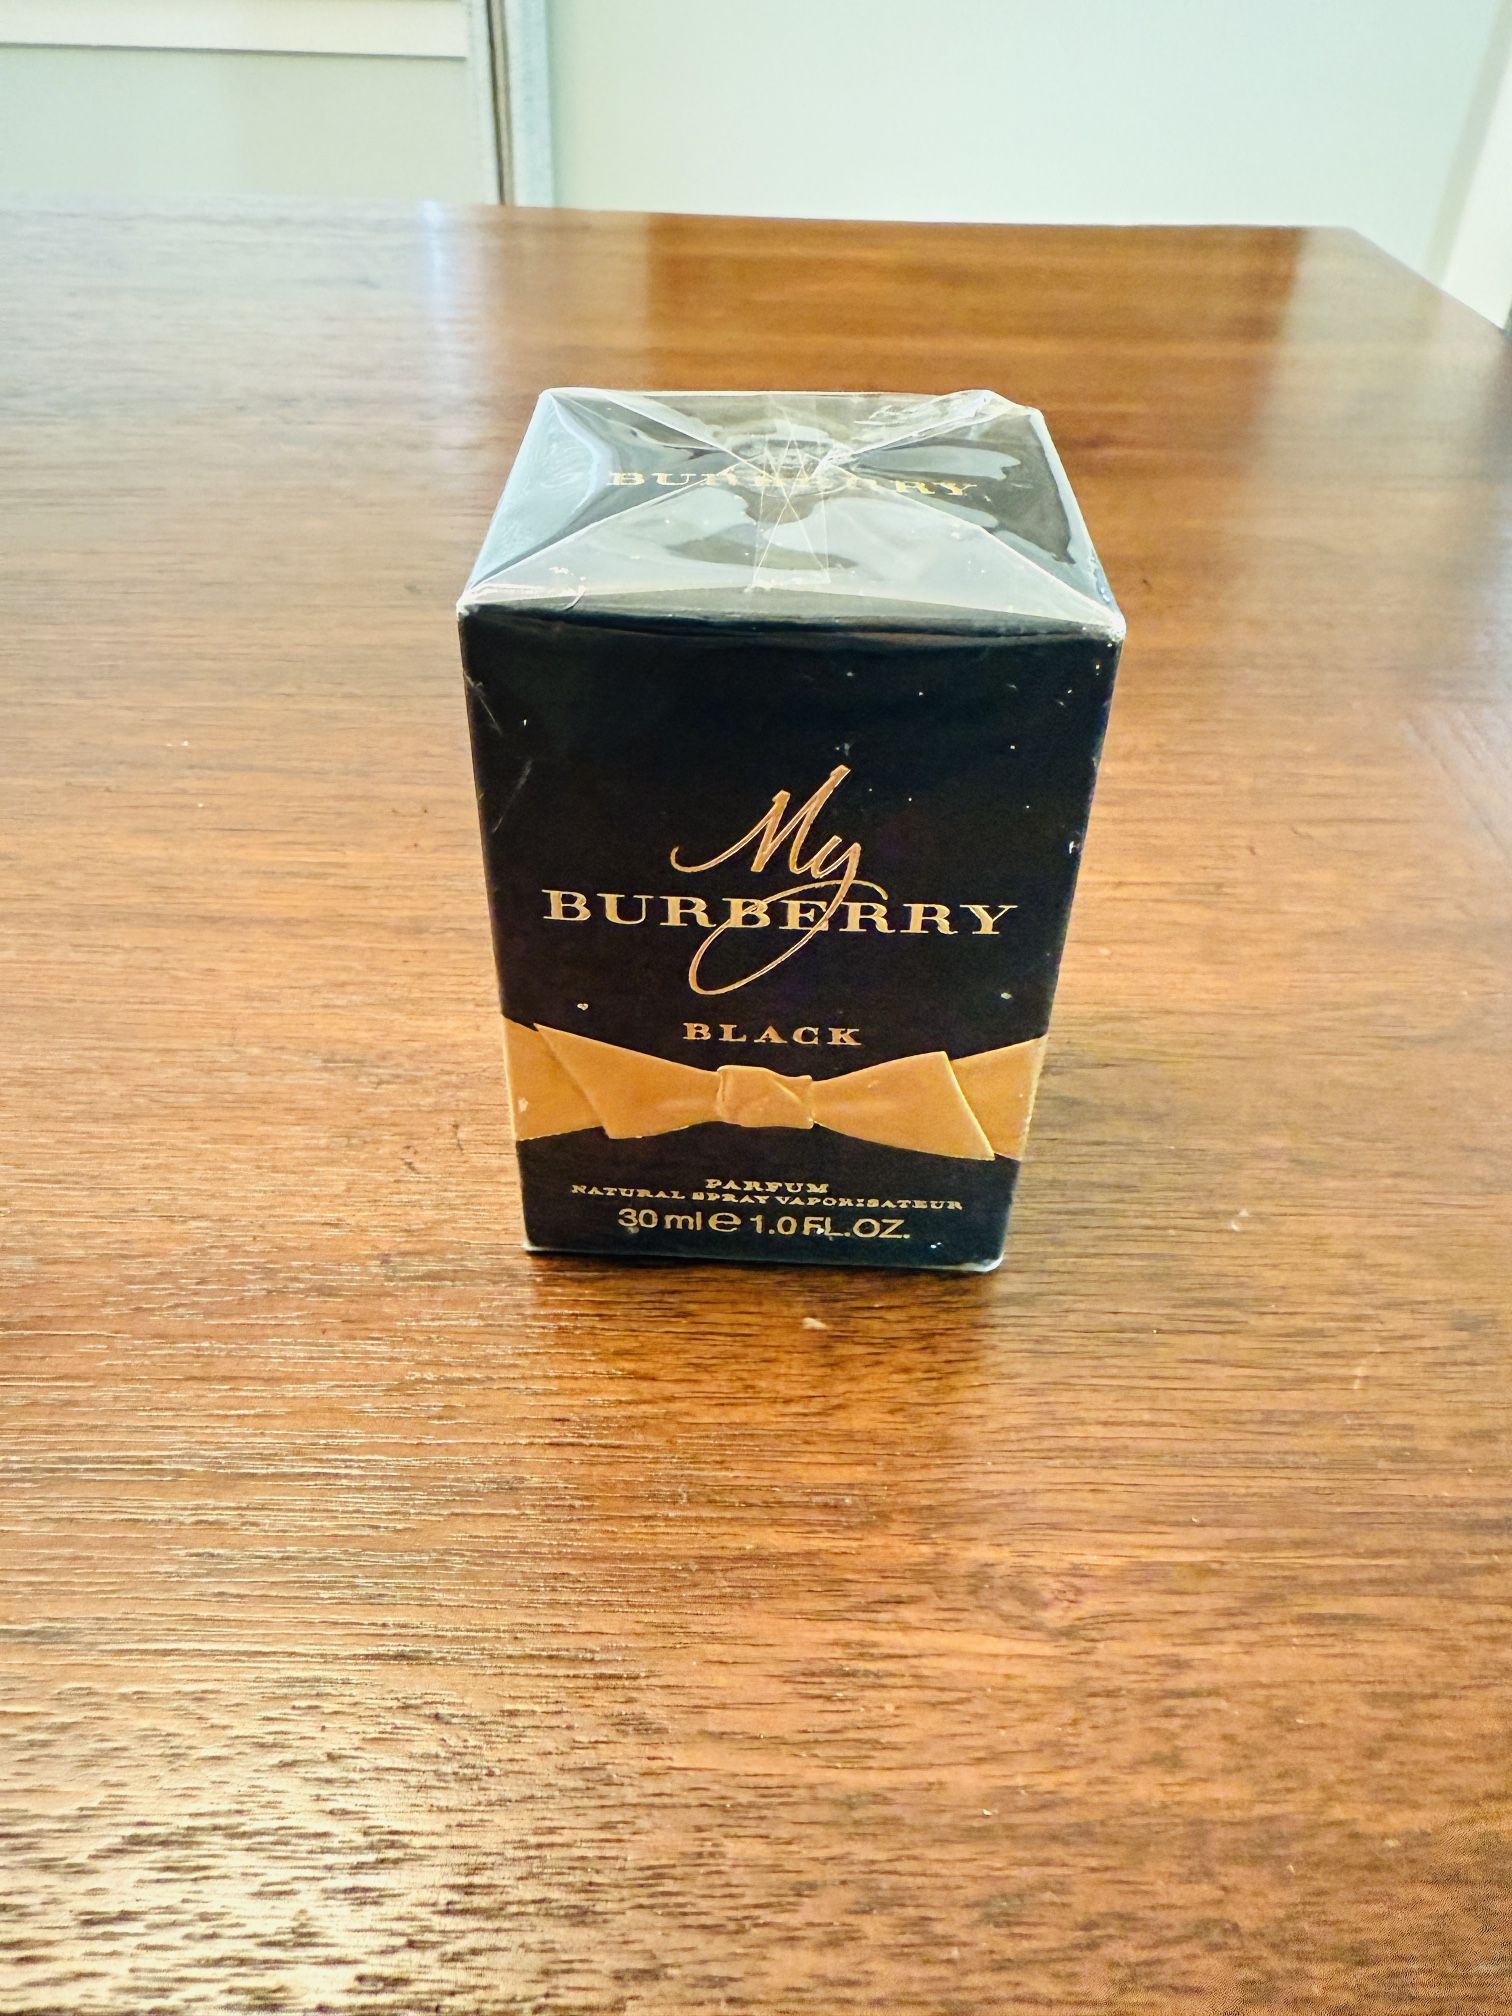 BURBERRY
My
BURBERRY
BLACK
PARFUM
NATURAL SPRAY VAPORISATEUR
30 ml e 1.0 FL.OZ.